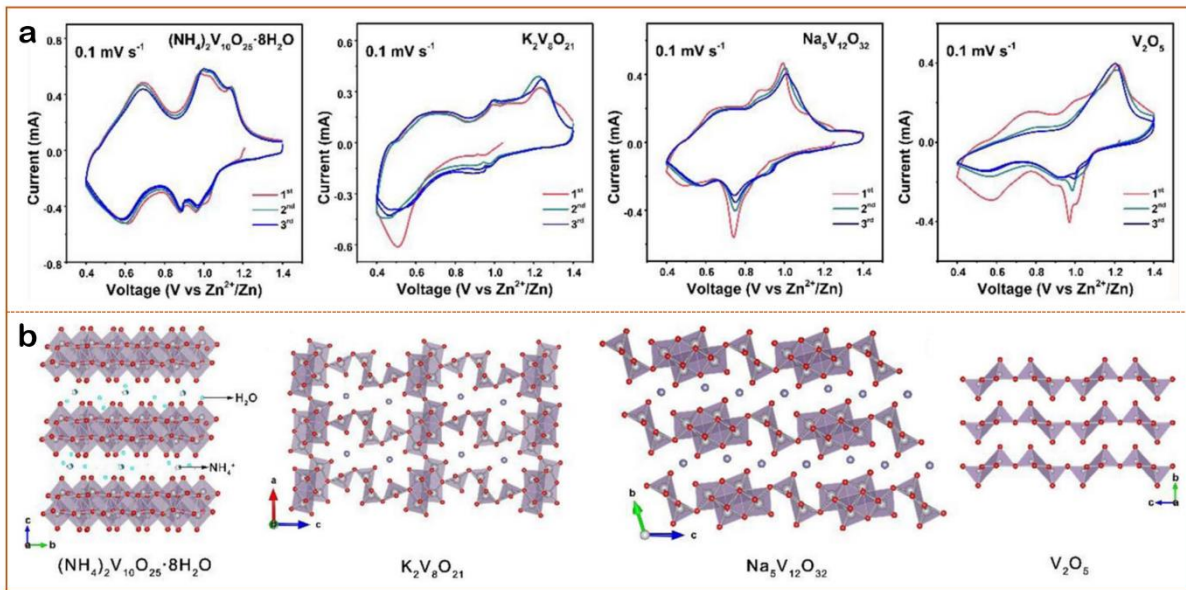 a
0.1 mV s⁻¹
(NH₄)₂V₁₀O₂₅·8H₂O
Current (mA)
0.8
0.4
0.0
-0.4
-0.8
1ˢᵗ
2ⁿᵈ
3ʳᵈ
0.4 0.6 0.8 1.0 1.2 1.4
Voltage (V vs Zn²⁺/Zn)
0.1 mV s⁻¹
K₂V₈O₂₁
Current (mA)
0.6
0.3
0.0
-0.3
-0.6
1ˢᵗ
2ⁿᵈ
3ʳᵈ
0.4 0.6 0.8 1.0 1.2 1.4
Voltage (V vs Zn²⁺/Zn)
0.1 mV s⁻¹
Na₅V₁₂O₃₂
Current (mA)
0.4
0.0
-0.4
1ˢᵗ
2ⁿᵈ
3ʳᵈ
0.4 0.6 0.8 1.0 1.2 1.4
Voltage (V vs Zn²⁺/Zn)
0.1 mV s⁻¹
V₂O₅
Current (mA)
0.4
0.0
-0.4
1ˢᵗ
2ⁿᵈ
3ʳᵈ
0.4 0.6 0.8 1.0 1.2 1.4
Voltage (V vs Zn²⁺/Zn)
b
H₂O
NH₄⁺
c
b
(NH₄)₂V₁₀O₂₅·8H₂O
a
c
K₂V₈O₂₁
b
c
Na₅V₁₂O₃₂
b
c
V₂O₅